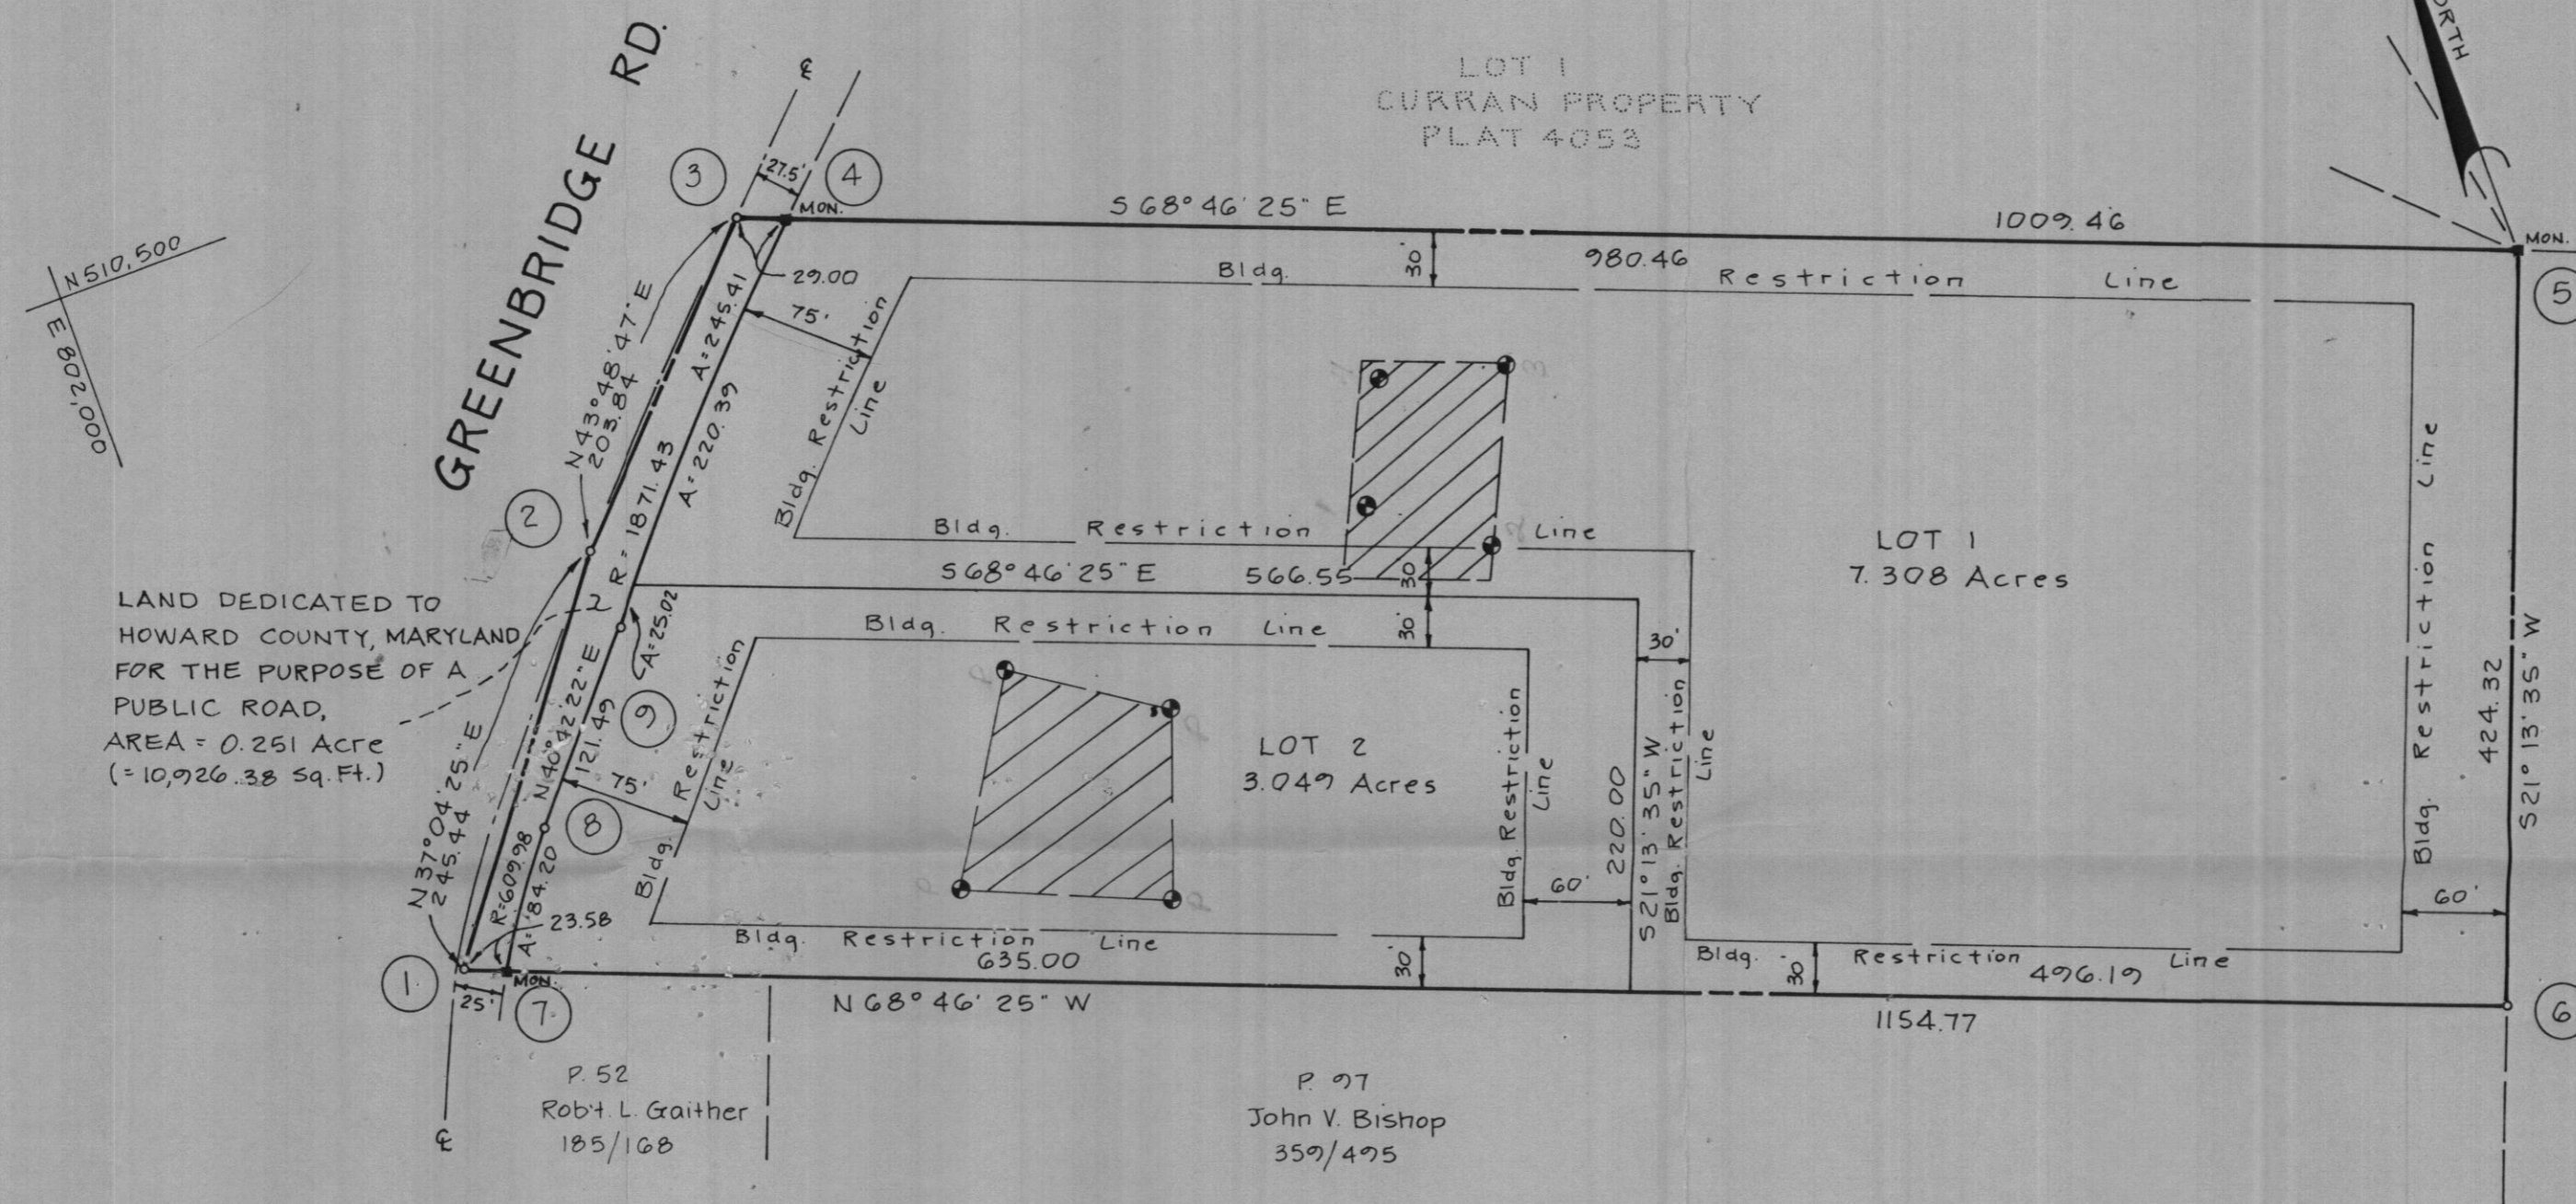 GREENBRIDGE RD.
LOT 1
CURRAN PROPERTY
PLAT 4053
N 510,500
E 802,000
℄
27.5'
3
4
MON.
S 68° 46' 25" E
1009.46
980.46
MON.
5
29.00
30'
Bldg. Restriction Line
75'
Bldg. Restriction
Line
A=245.41
N 43° 48' 47" E
203.84
R=1871.43
A=220.39
2
Bldg. Restriction Line
S 68° 46' 25" E 566.55
30'
LOT 1
7.308 Acres
Bldg. Restriction Line
LAND DEDICATED TO
HOWARD COUNTY, MARYLAND
FOR THE PURPOSE OF A
PUBLIC ROAD,
AREA = 0.251 Acre
(= 10,926.38 Sq. Ft.)
A=25.02
Bldg. Restriction Line
30'
30'
9
N 40° 42' 22" E
121.49
N 37° 04' 25" E
245.44
75'
8
Bldg. Restriction
Line
LOT 2
3.049 Acres
Bldg. Restriction
Line
60'
220.00
S 21° 13' 35" W
Bldg. Restriction
Line
424.32
S 21° 13' 35" W
60'
R=609.98
A=84.20
23.58
Bldg. Restriction Line
635.00
30'
Bldg. Restriction Line
30'
496.19
1
MON.
25'
7
N 68° 46' 25" W
1154.77
6
P. 52
Rob't. L. Gaither
185/168
℄
P. 97
John V. Bishop
359/495